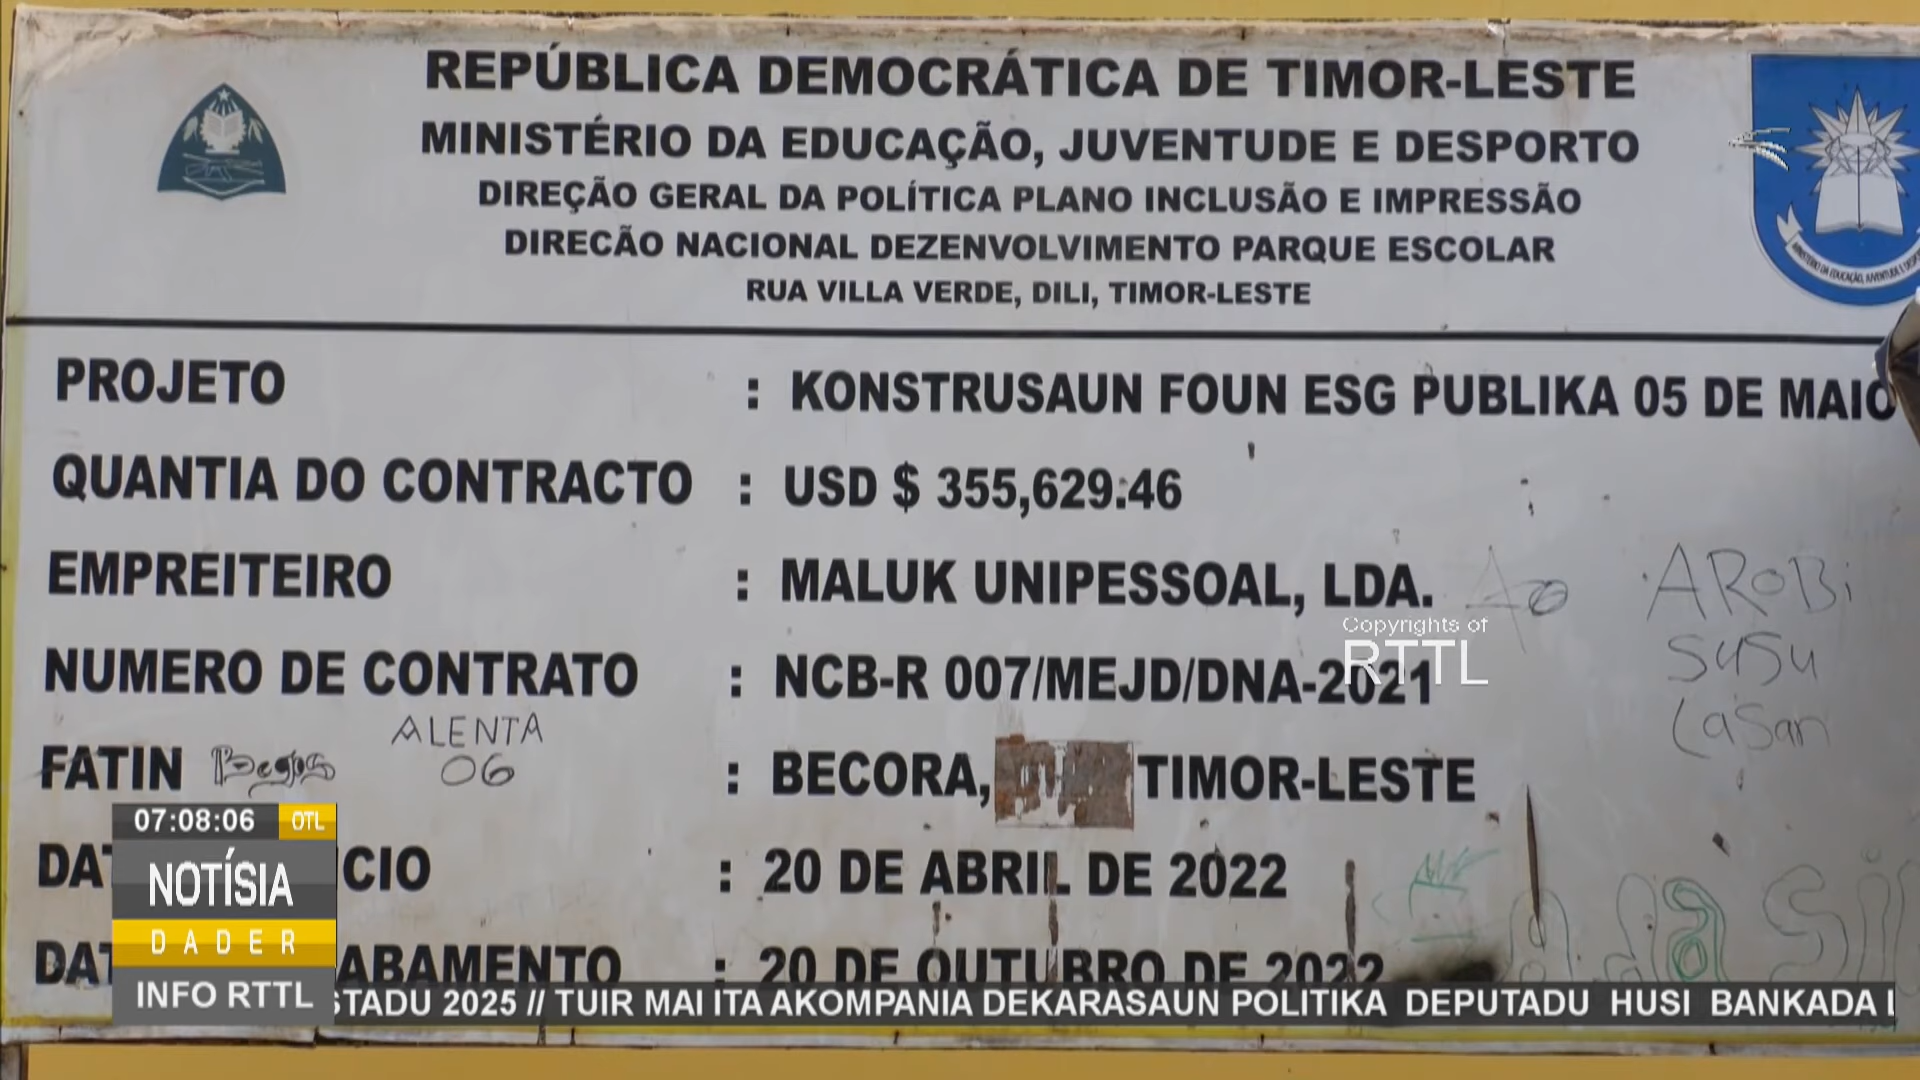 REPÚBLICA DEMOCRÁTICA DE TIMOR-LESTE
MINISTÉRIO DA EDUCAÇÃO, JUVENTUDE E DESPORTO
DIREÇÃO GERAL DA POLÍTICA PLANO INCLUSÃO E IMPRESSÃO
DIRECÃO NACIONAL DEZENVOLVIMENTO PARQUE ESCOLAR
RUA VILLA VERDE, DILI, TIMOR-LESTE
PROJETO : KONSTRUSAUN FOUN ESG PUBLIKA 05 DE MAIO
QUANTIA DO CONTRACTO : USD $ 355,629.46
EMPREITEIRO : MALUK UNIPESSOAL, LDA.
AROBi
SUSU
LaSan
Copyrights of
RTTL
NUMERO DE CONTRATO : NCB-R 007/MEJD/DNA-2021
ALENTA
06
FATIN : BECORA, TIMOR-LESTE
DAT CIO : 20 DE ABRIL DE 2022
DAT ABAMENTO : 20 DE OUTUBRO DE 2022
07:08:06 OTL
NOTÍSIA
DADER
INFO RTTL
STADU 2025 // TUIR MAI ITA AKOMPANIA DEKARASAUN POLITIKA DEPUTADU HUSI BANKADA